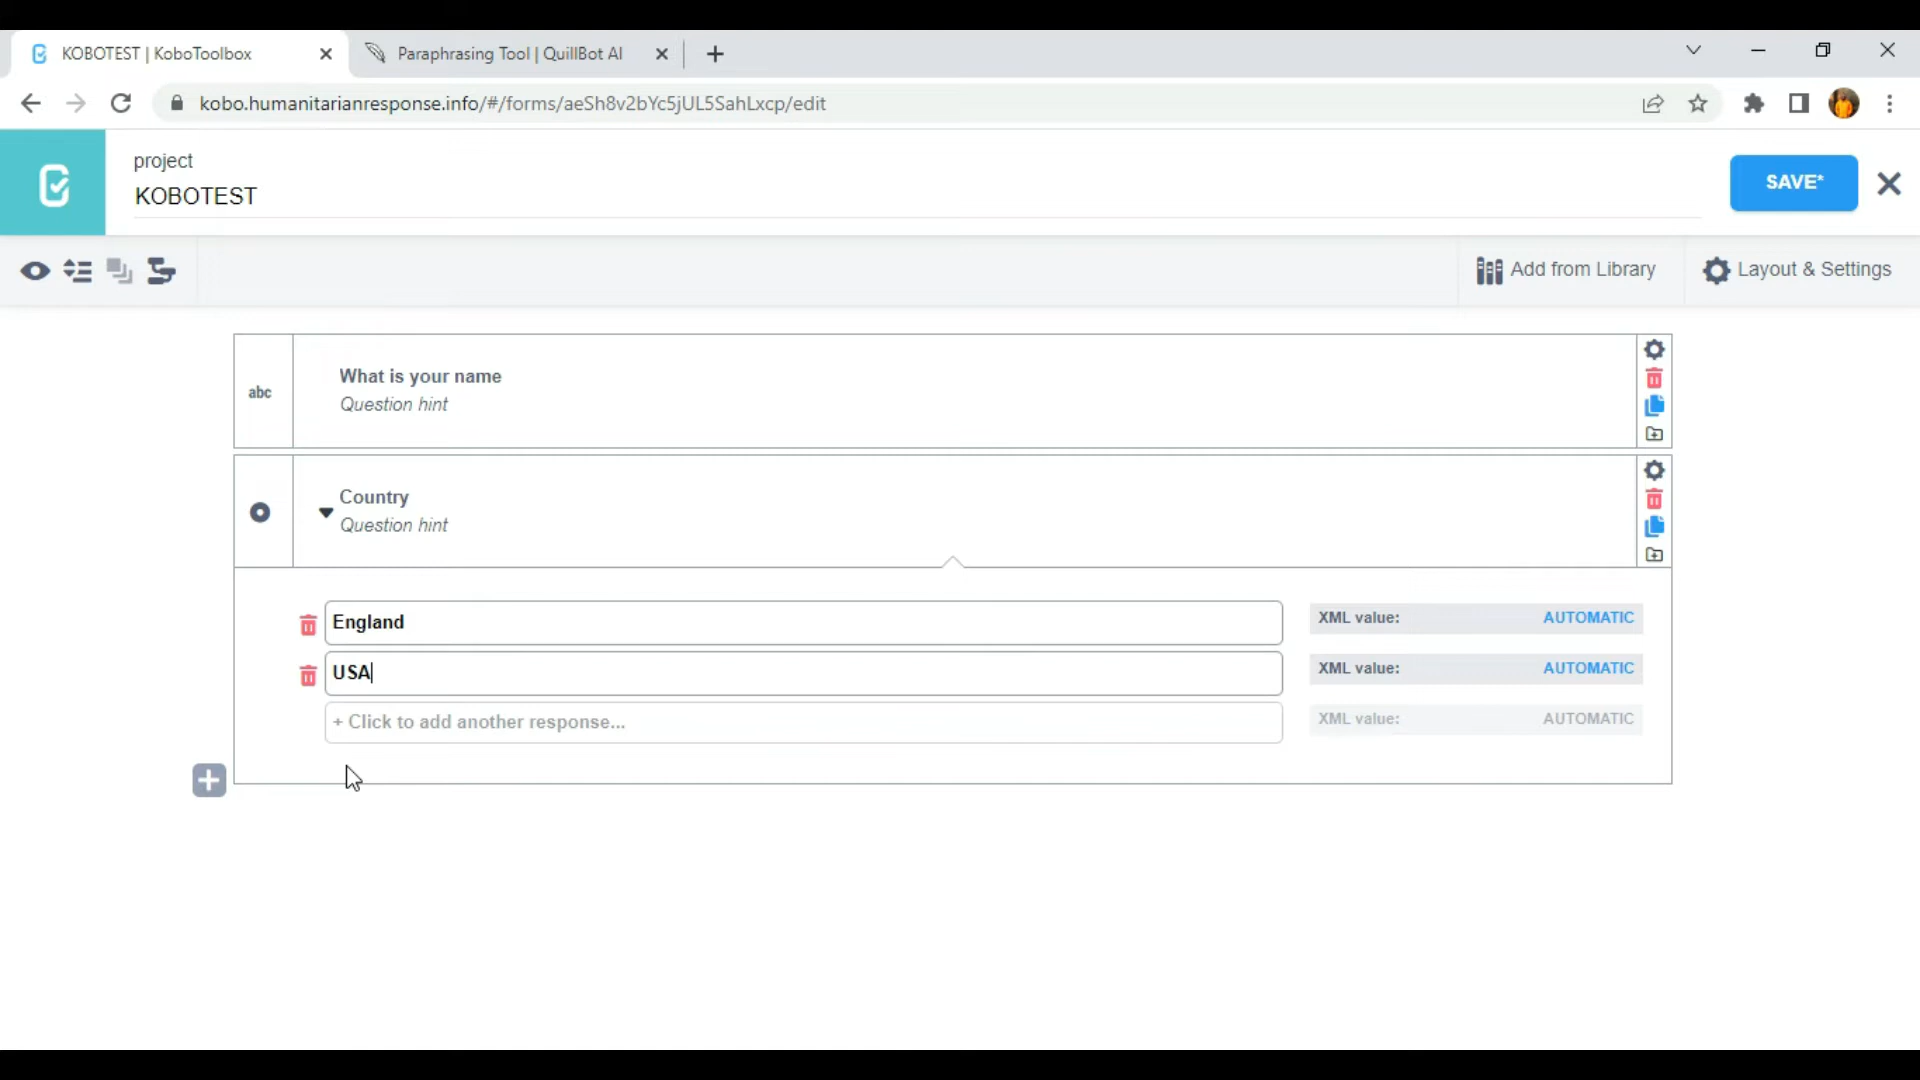 KOBOTEST | KoboToolbox
Paraphrasing Tool | QuillBot AI
kobo.humanitarianresponse.info/#/forms/aeSh8v2bYc5jUL5SahLxcp/edit
project
KOBOTEST
SAVE*
Add from Library
Layout & Settings
abc
What is your name
Question hint
Country
Question hint
England
XML value: AUTOMATIC
USA
XML value: AUTOMATIC
+ Click to add another response...
XML value: AUTOMATIC